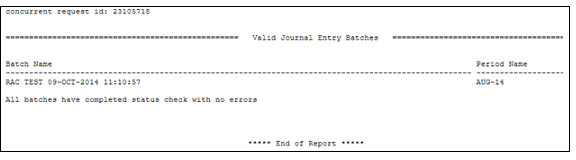 concurrent request id: 23105718
================================================ Valid Journal Entry Batches ===================================
Batch Name Period Name
RAC TEST 09-OCT-2014 11:10:57 AUG-14
All batches have completed status check with no errors
***** End of Report *****